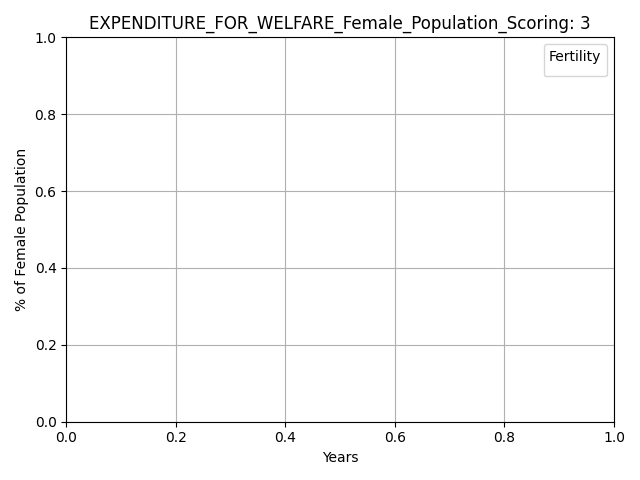 EXPENDITURE_FOR_WELFARE_Female_Population_Scoring: 3
Fertility
% of Female Population
1.0
0.8
0.6
0.4
0.2
0.0
0.0 0.2 0.4 0.6 0.8 1.0
Years